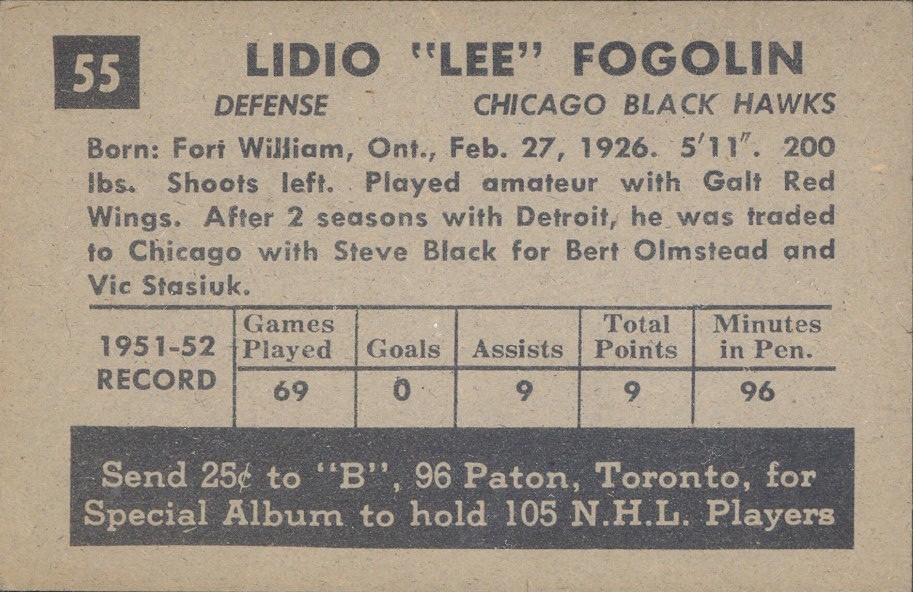 55
LIDIO "LEE" FOGOLIN
DEFENSE CHICAGO BLACK HAWKS
Born: Fort William, Ont., Feb. 27, 1926. 5'11". 200
lbs. Shoots left. Played amateur with Galt Red
Wings. After 2 seasons with Detroit, he was traded
to Chicago with Steve Black for Bert Olmstead and
Vic Stasiuk.
1951-52 RECORD
Games Played Goals Assists Total Points Minutes in Pen.
69 0 9 9 96
Send 25¢ to "B", 96 Paton, Toronto, for
Special Album to hold 105 N.H.L. Players